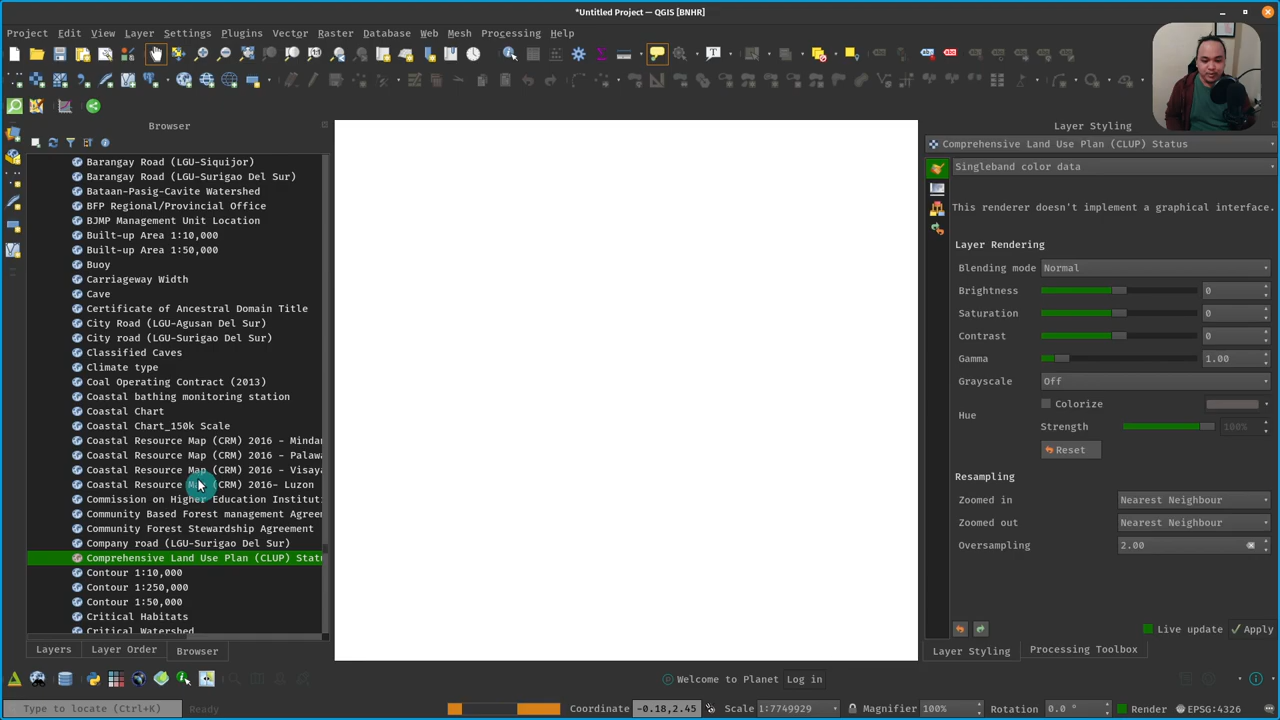 *Untitled Project — QGIS [BNHR]
Project Edit View Layer Settings Plugins Vector Raster Database Web Mesh Processing Help
Browser
Barangay Road (LGU-Siquijor)
Barangay Road (LGU-Surigao Del Sur)
Bataan-Pasig-Cavite Watershed
BFP Regional/Provincial Office
BJMP Management Unit Location
Built-up Area 1:10,000
Built-up Area 1:50,000
Buoy
Carriageway Width
Cave
Certificate of Ancestral Domain Title
City Road (LGU-Agusan Del Sur)
City road (LGU-Surigao Del Sur)
Classified Caves
Climate type
Coal Operating Contract (2013)
Coastal bathing monitoring station
Coastal Chart
Coastal Chart_150k Scale
Coastal Resource Map (CRM) 2016 - Mindan
Coastal Resource Map (CRM) 2016 - Palawa
Coastal Resource Map (CRM) 2016 - Visaya
Coastal Resource Map (CRM) 2016- Luzon
Commission on Higher Education Instituti
Community Based Forest management Agreem
Community Forest Stewardship Agreement
Company road (LGU-Surigao Del Sur)
Comprehensive Land Use Plan (CLUP) Statu
Contour 1:10,000
Contour 1:250,000
Contour 1:50,000
Critical Habitats
Critical Watershed
Layers Layer Order Browser
Layer Styling
Comprehensive Land Use Plan (CLUP) Status
Singleband color data
This renderer doesn't implement a graphical interface.
Layer Rendering
Blending mode Normal
Brightness 0
Saturation 0
Contrast 0
Gamma 1.00
Grayscale Off
Hue Colorize
Strength 100%
Reset
Resampling
Zoomed in Nearest Neighbour
Zoomed out Nearest Neighbour
Oversampling 2.00
Live update Apply
Layer Styling Processing Toolbox
Welcome to Planet Log in
Type to locate (Ctrl+K) Ready Coordinate -0.18,2.45 Scale 1:7749929 Magnifier 100% Rotation 0.0 ° Render EPSG:4326